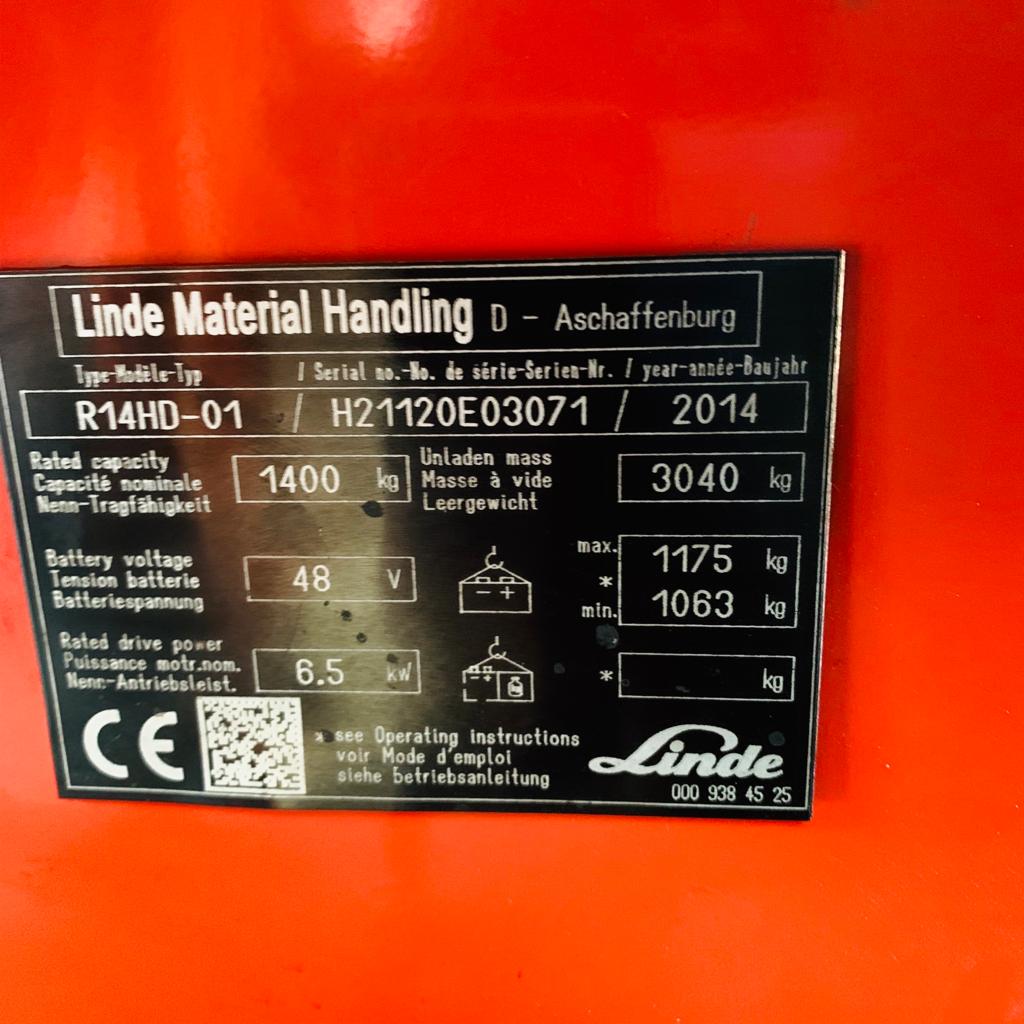 Linde Material Handling D - Aschaffenburg
Type-Modèle-Typ / Serial no.-No. de série-Serien-Nr. / year-année-Baujahr
R14HD-01 / H21120E03071 / 2014
Rated capacity
Capacité nominale
Nenn-Tragfähigkeit
1400 kg
Unladen mass
Masse à vide
Leergewicht
3040 kg
Battery voltage
Tension batterie
Batteriespannung
48 V
- +
max. 1175 kg
*
min. 1063 kg
Rated drive power
Puissance motr.nom.
Nenn-Antriebsleist.
6.5 kW
- +
* kg
CE
* see Operating instructions
voir Mode d'emploi
siehe betriebsanleitung
Linde
000 938 45 25